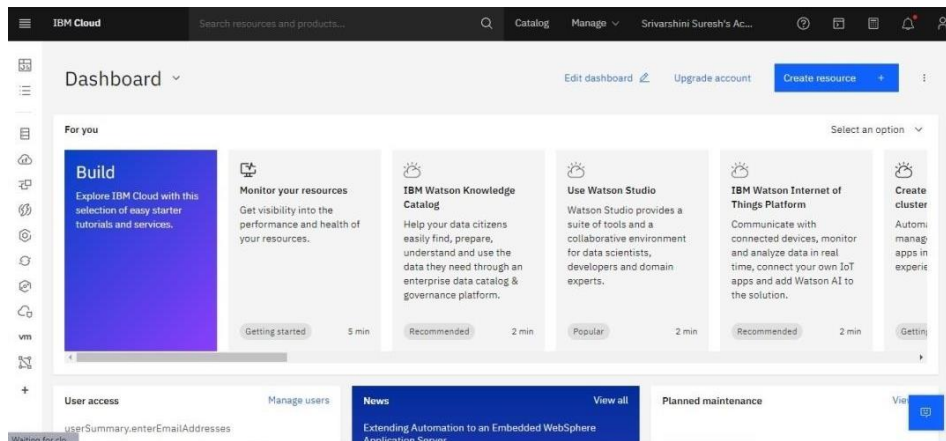 IBM Cloud
Search resources and products...
Catalog
Manage
Srivarshini Suresh's Ac...
Dashboard
Edit dashboard
Upgrade account
Create resource +
For you
Select an option
Build
Explore IBM Cloud with this
selection of easy starter
tutorials and services.
Monitor your resources
Get visibility into the
performance and health of
your resources.
Getting started
5 min
IBM Watson Knowledge
Catalog
Help your data citizens
easily find, prepare,
understand and use the
data they need through an
enterprise data catalog &
governance platform.
Recommended
2 min
Use Watson Studio
Watson Studio provides a
suite of tools and a
collaborative environment
for data scientists,
developers and domain
experts.
Popular
2 min
IBM Watson Internet of
Things Platform
Communicate with
connected devices, monitor
and analyze data in real
time, connect your own IoT
apps and add Watson AI to
the solution.
Recommended
2 min
Create
cluster
apps in
vm
User access
Manage users
userSummary.enterEmailAddresses
News
View all
Extending Automation to an Embedded WebSphere
Application Server
Planned maintenance
Waiting for